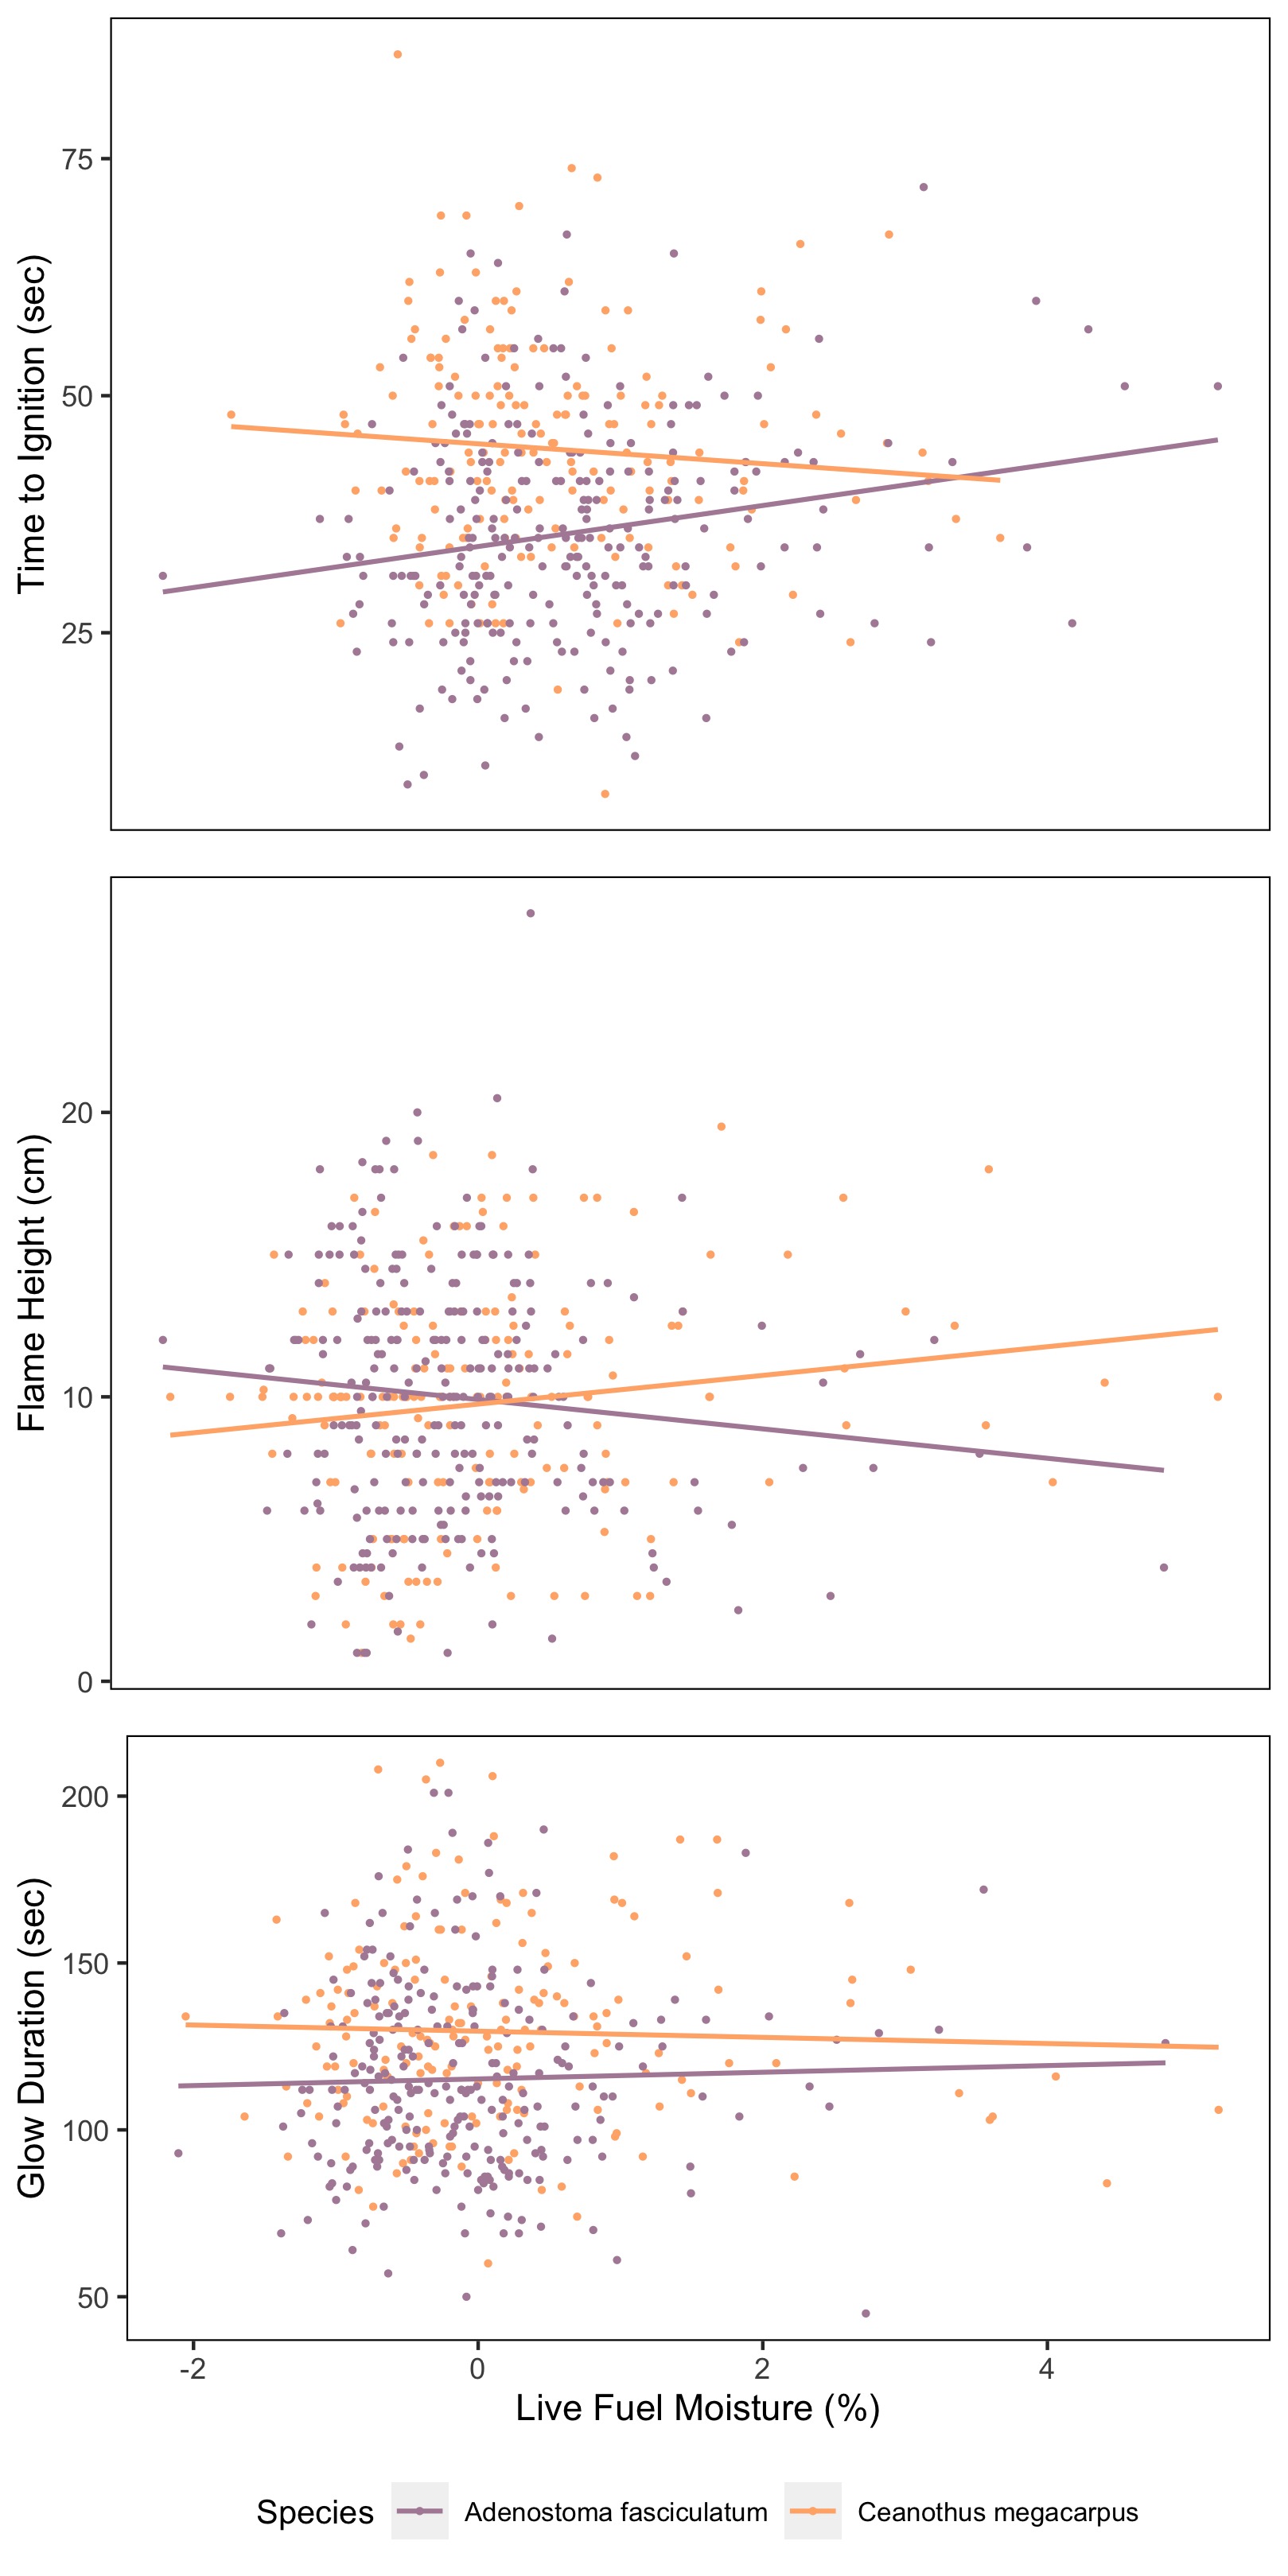 75
50
25
Time to Ignition (sec)
20
10
0
Flame Height (cm)
200
150
100
50
Glow Duration (sec)
-2 0 2 4
Live Fuel Moisture (%)
Species Adenostoma fasciculatum Ceanothus megacarpus